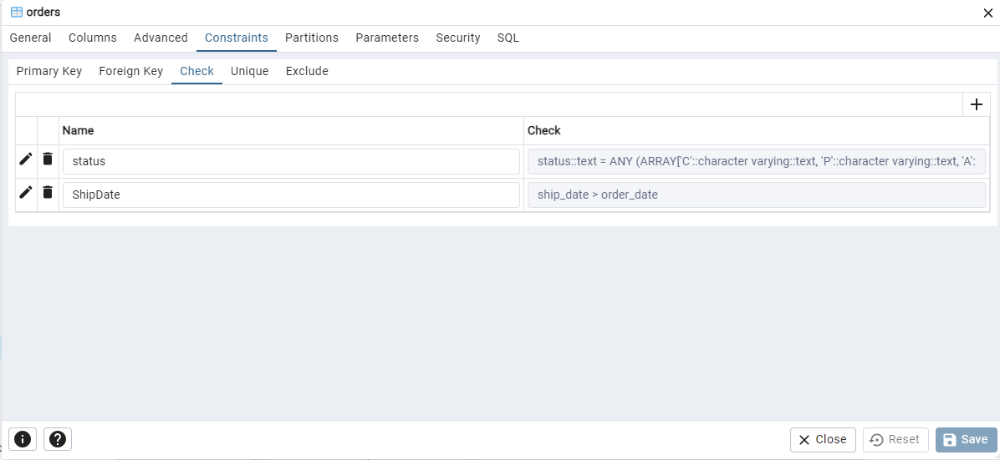 orders
General Columns Advanced Constraints Partitions Parameters Security SQL
Primary Key Foreign Key Check Unique Exclude
Name Check
status status::text = ANY (ARRAY['C'::character varying::text, 'P'::character varying::text, 'A':
ShipDate ship_date > order_date
Close Reset Save